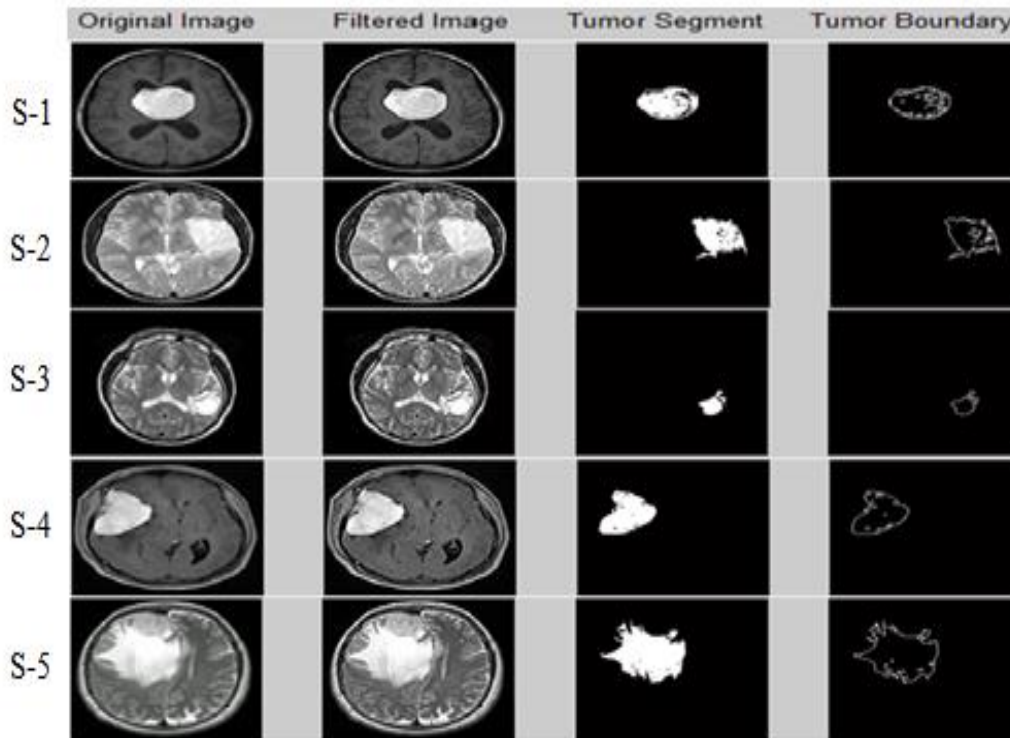 Original Image Filtered Image Tumor Segment Tumor Boundary
S-1
S-2
S-3
S-4
S-5